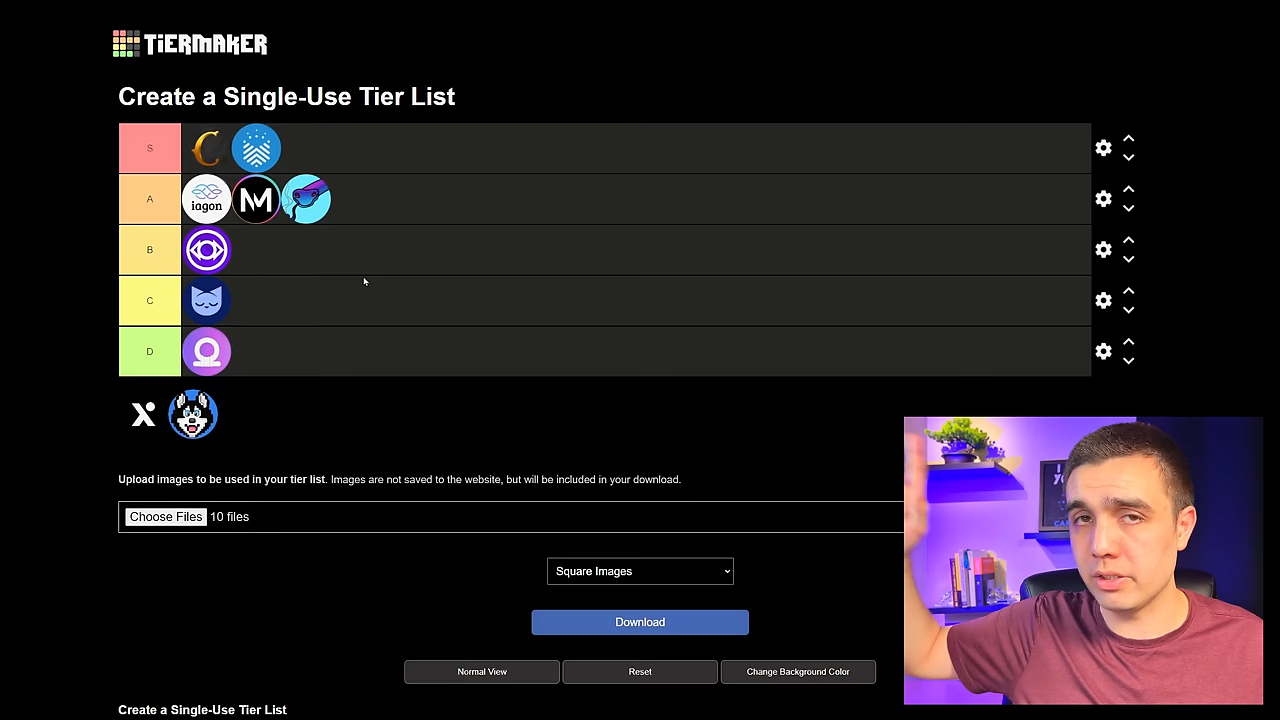 TiERMAKER
Create a Single-Use Tier List
S
C
A
iagon
M
B
C
D
X
Upload images to be used in your tier list. Images are not saved to the website, but will be included in your download.
Choose Files 10 files
Square Images
Download
Normal View
Reset
Change Background Color
Create a Single-Use Tier List